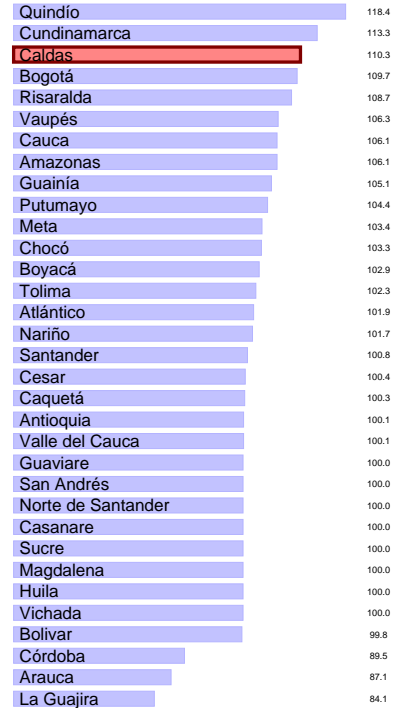 Quindío 118.4
Cundinamarca 113.3
Caldas 110.3
Bogotá 109.7
Risaralda 108.7
Vaupés 106.3
Cauca 106.1
Amazonas 106.1
Guainía 105.1
Putumayo 104.4
Meta 103.4
Chocó 103.3
Boyacá 102.9
Tolima 102.3
Atlántico 101.9
Nariño 101.7
Santander 100.8
Cesar 100.4
Caquetá 100.3
Antioquia 100.1
Valle del Cauca 100.1
Guaviare 100.0
San Andrés 100.0
Norte de Santander 100.0
Casanare 100.0
Sucre 100.0
Magdalena 100.0
Huila 100.0
Vichada 100.0
Bolivar 99.8
Córdoba 89.5
Arauca 87.1
La Guajira 84.1